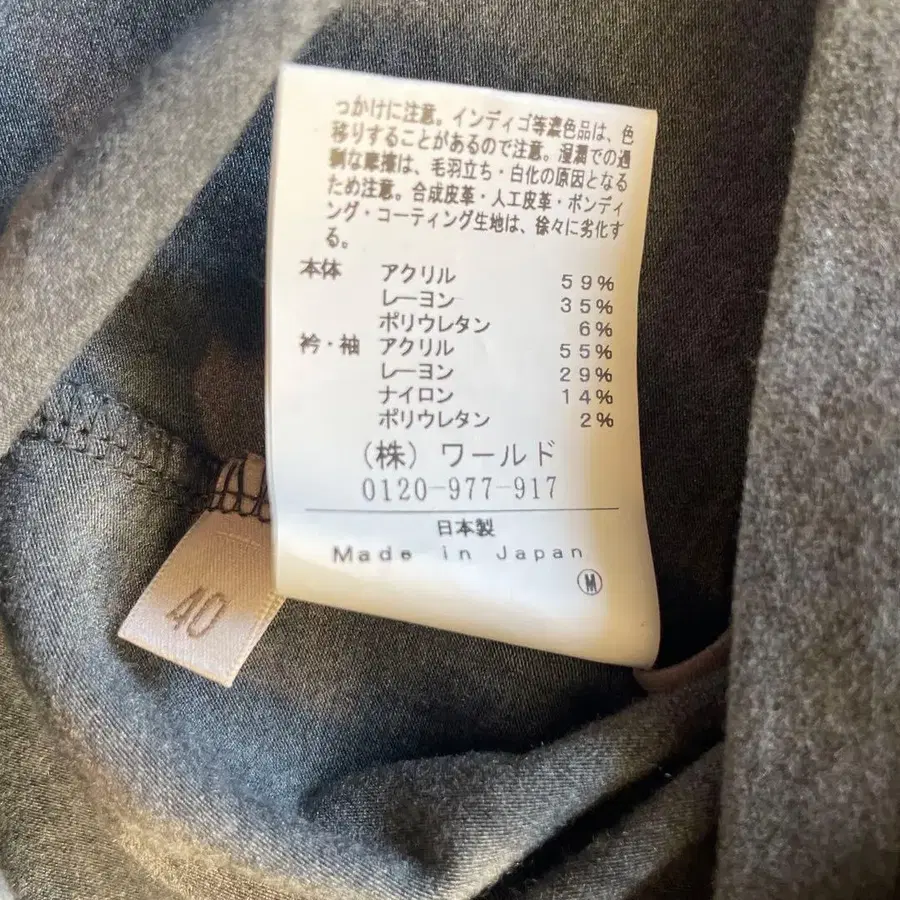 っかけに注意。インディゴ等濃色品は、色
移りすることがあるので注意。湿潤での過
剰な摩擦は、毛羽立ち・白化の原因となる
ため注意。合成皮革・人工皮革・ボンディ
ング・コーティング生地は、徐々に劣化す
る。
本体 アクリル 59%
レーヨン 35%
ポリウレタン 6%
衿・袖 アクリル 55%
レーヨン 29%
ナイロン 14%
ポリウレタン 2%
(株) ワールド
0120-977-917
日本製
Made in Japan
M
40